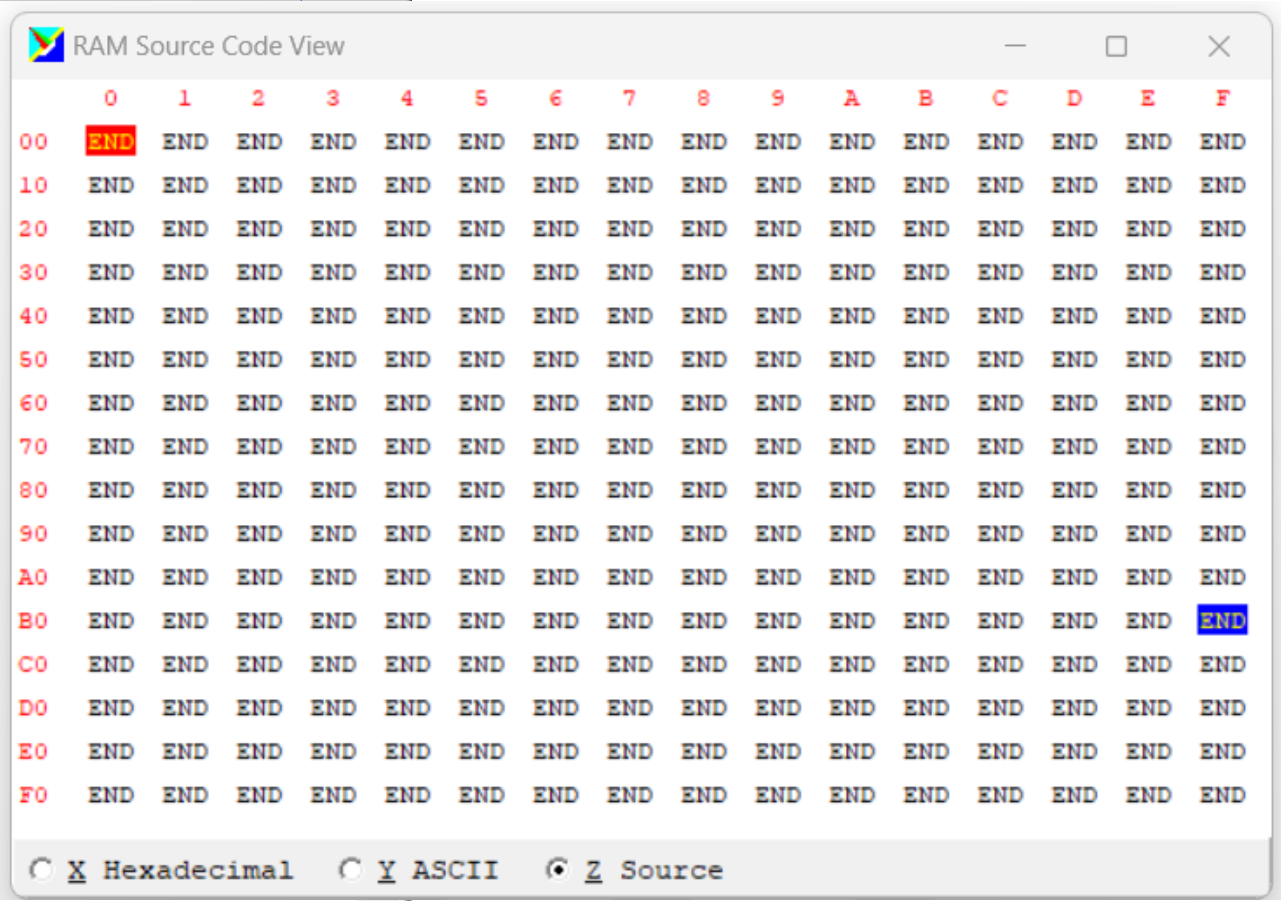 RAM Source Code View
0 1 2 3 4 5 6 7 8 9 A B C D E F
00 END END END END END END END END END END END END END END END END
10 END END END END END END END END END END END END END END END END
20 END END END END END END END END END END END END END END END END
30 END END END END END END END END END END END END END END END END
40 END END END END END END END END END END END END END END END END
50 END END END END END END END END END END END END END END END END
60 END END END END END END END END END END END END END END END END
70 END END END END END END END END END END END END END END END END
80 END END END END END END END END END END END END END END END END
90 END END END END END END END END END END END END END END END END
A0 END END END END END END END END END END END END END END END END
B0 END END END END END END END END END END END END END END END END
C0 END END END END END END END END END END END END END END END END
D0 END END END END END END END END END END END END END END END END
E0 END END END END END END END END END END END END END END END END
F0 END END END END END END END END END END END END END END END END
X Hexadecimal Y ASCII Z Source